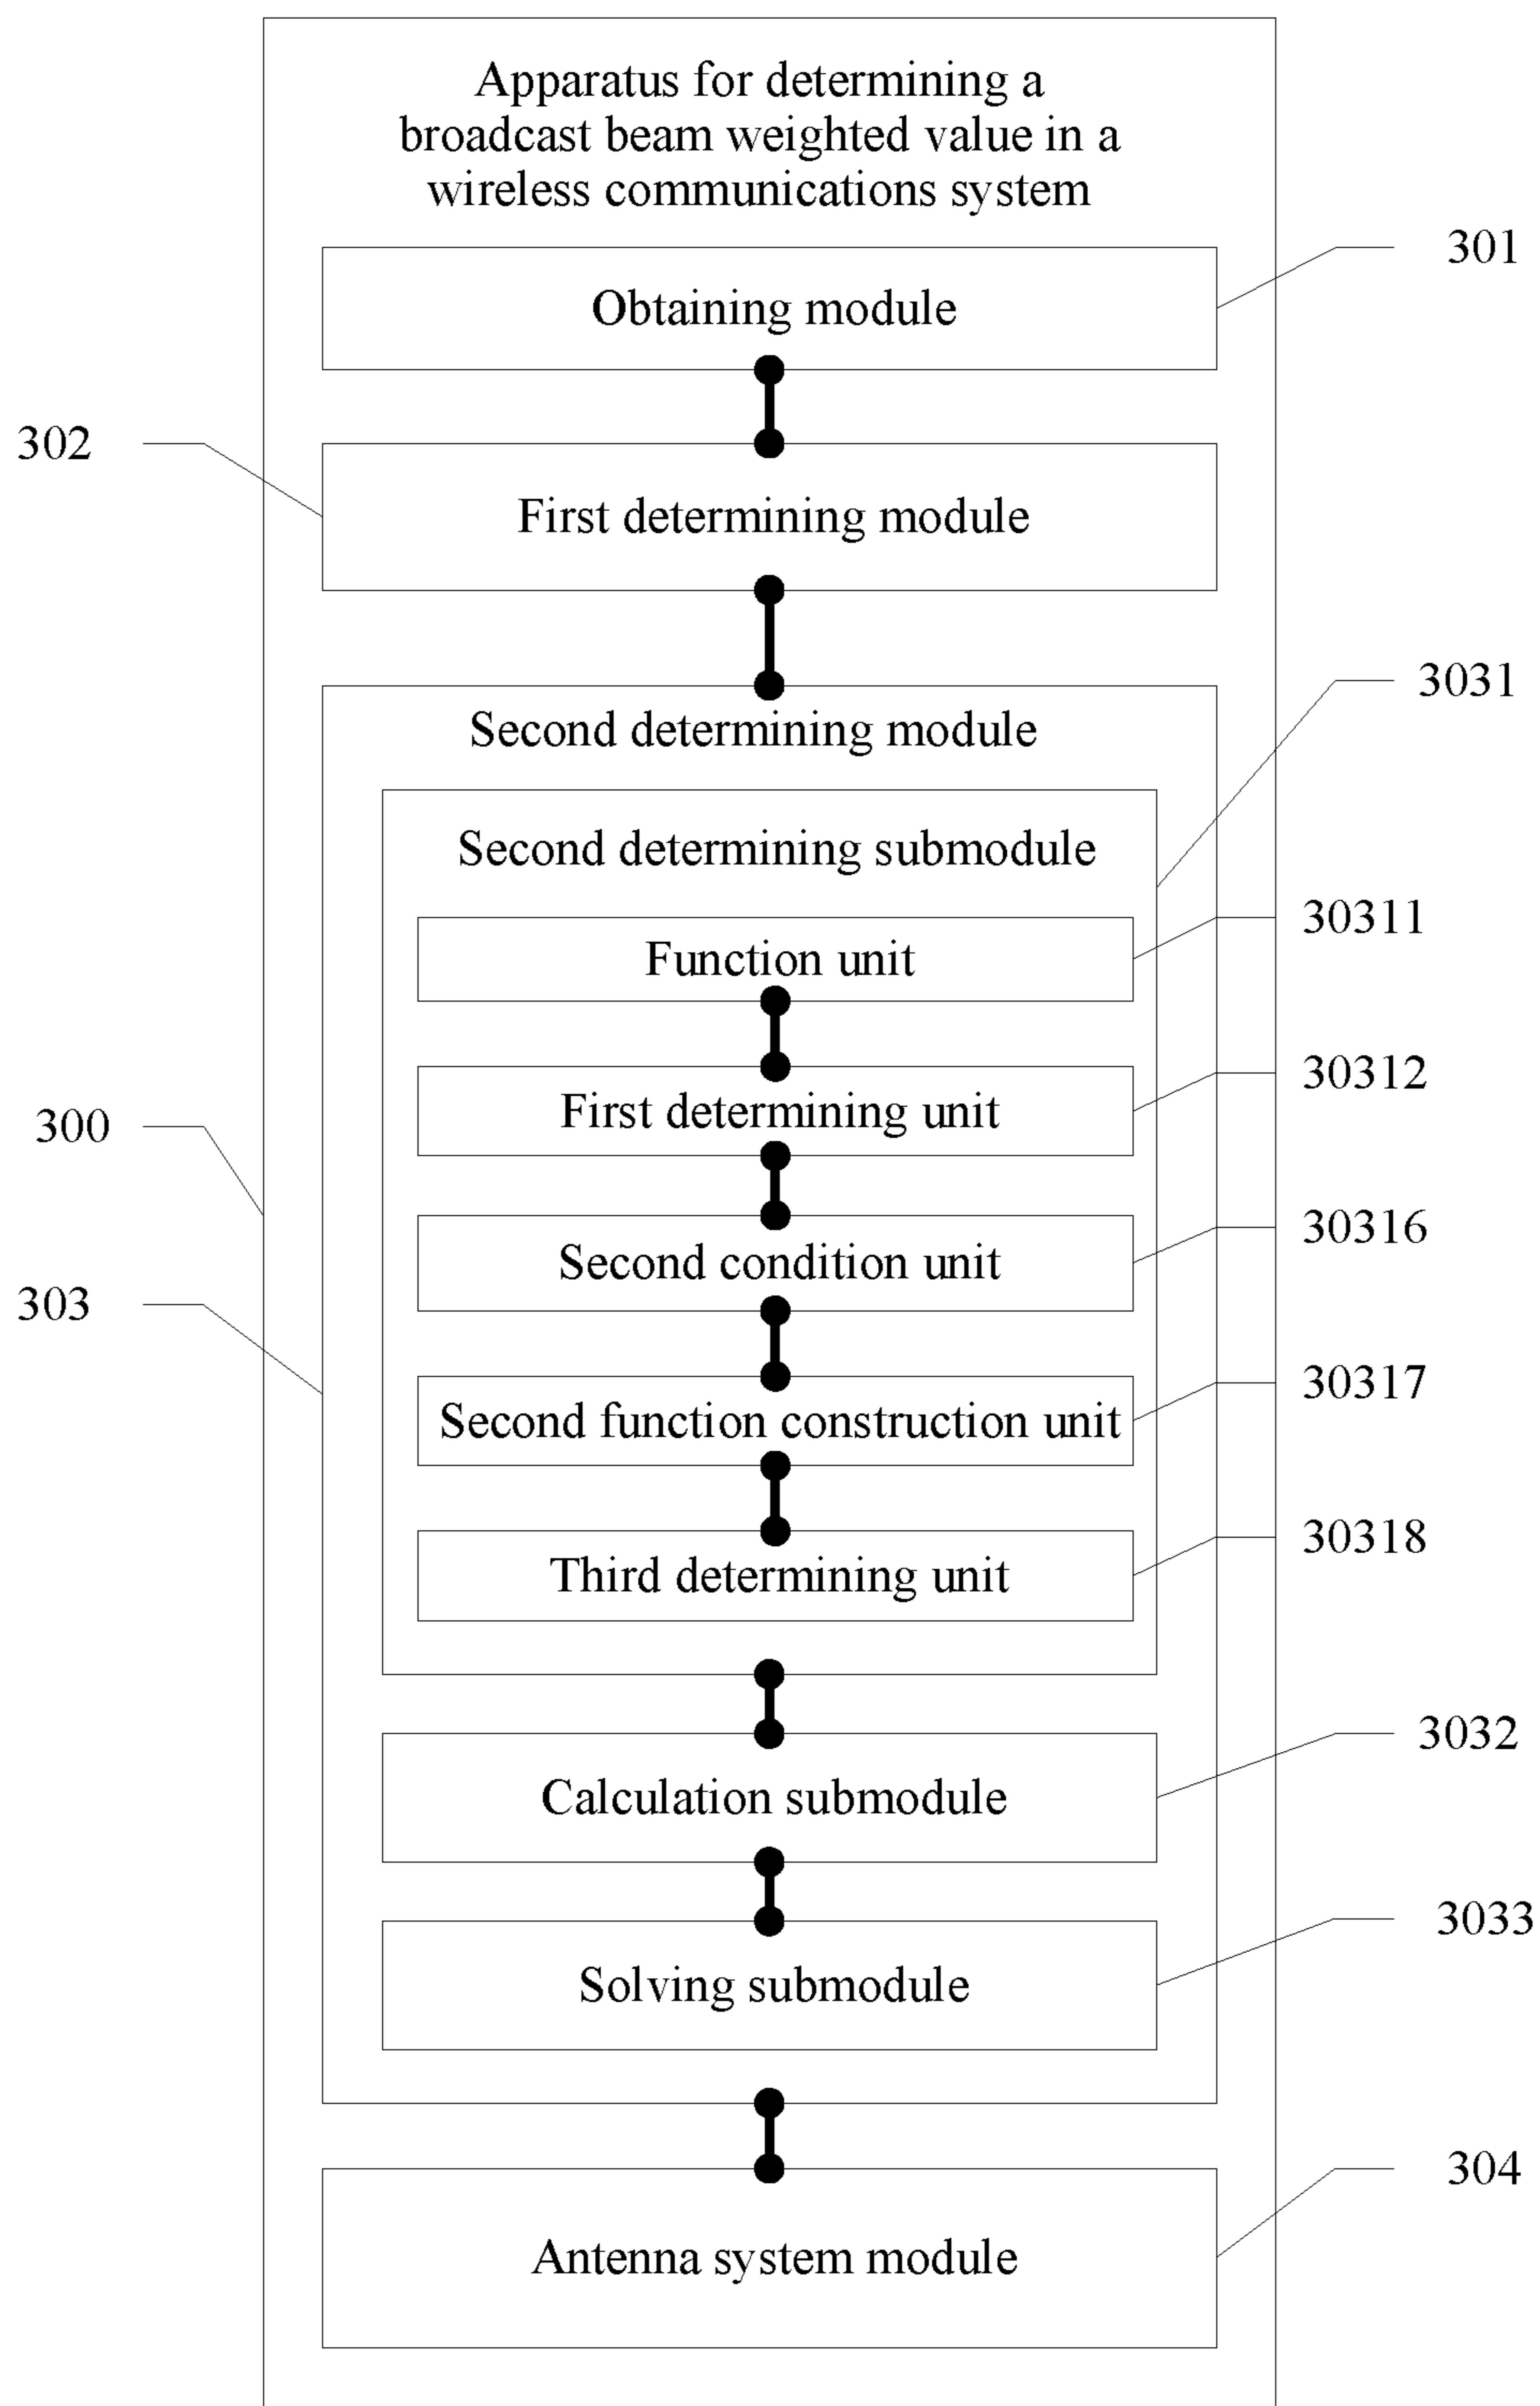 Apparatus for determining a
broadcast beam weighted value in a
wireless communications system
301
Obtaining module
302
First determining module
3031
Second determining module
Second determining submodule
30311
Function unit
30312
First determining unit
300
30316
Second condition unit
303
30317
Second function construction unit
30318
Third determining unit
3032
Calculation submodule
3033
Solving submodule
304
Antenna system module